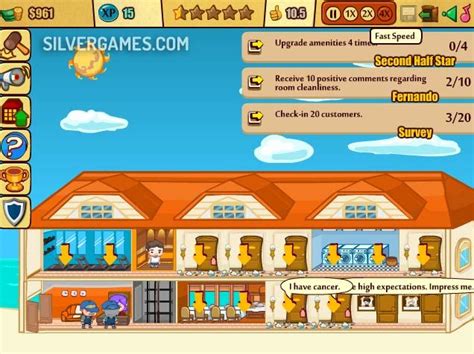 $961 XP 15 10.5 1X 2X 4X
SILVERGAMES.COM
Fast Speed
Upgrade amenities 4 times. 0/4
Second Half Star
Receive 10 positive comments regarding room cleanliness. 2/10
Fernando
Check-in 20 customers. 3/20
Survey
I have cancer. high expectations. Impress me.